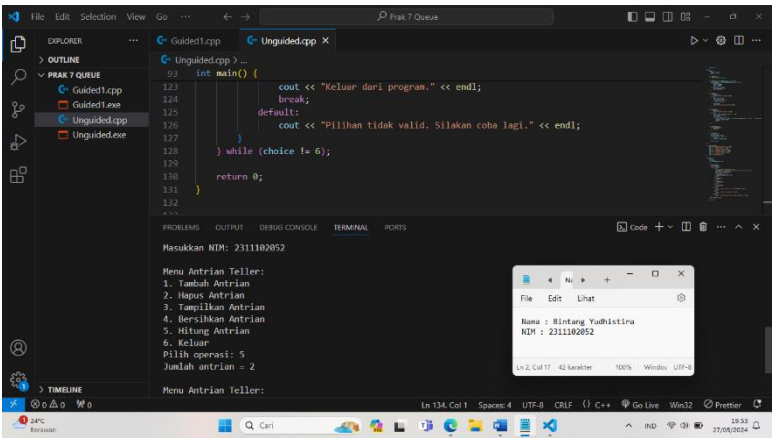 File Edit Selection View Go ··· Prak 7 Queue
EXPLORER ···
OUTLINE
PRAK 7 QUEUE
Guided1.cpp
Guided1.exe
Unguided.cpp
Unguided.exe
TIMELINE
Guided1.cpp Unguided.cpp
Unguided.cpp > ...
93 int main() {
123 cout << "Keluar dari program." << endl;
124 break;
125 default:
126 cout << "Pilihan tidak valid. Silakan coba lagi." << endl;
127 }
128 } while (choice != 6);
129
130 return 0;
131 }
132
PROBLEMS OUTPUT DEBUG CONSOLE TERMINAL PORTS Code
Masukkan NIM: 2311102052
Menu Antrian Teller:
1. Tambah Antrian
2. Hapus Antrian
3. Tampilkan Antrian
4. Bersihkan Antrian
5. Hitung Antrian
6. Keluar
Pilih operasi: 5
Jumlah antrian = 2
Menu Antrian Teller:
File Edit Lihat
Nama : Bintang Yudhistira
NIM : 2311102052
Ln 2, Col 17 42 karakter 100% Window UTF-8
0 0 0 Ln 134, Col 1 Spaces: 4 UTF-8 CRLF {} C++ Go Live Win32 Prettier
24°C
Berawan
Cari
IND
19:53
27/05/2024